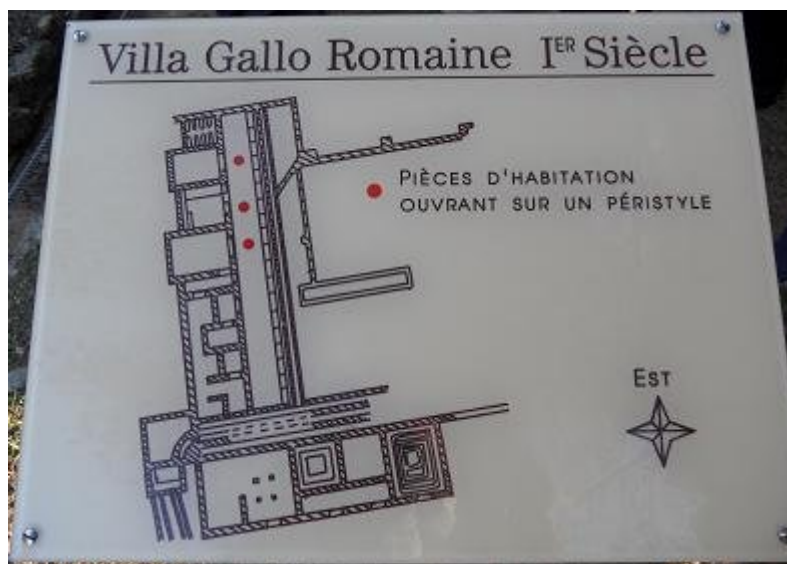 Villa Gallo Romaine IER Siècle
PIÈCES D'HABITATION
OUVRANT SUR UN PÉRISTYLE
EST